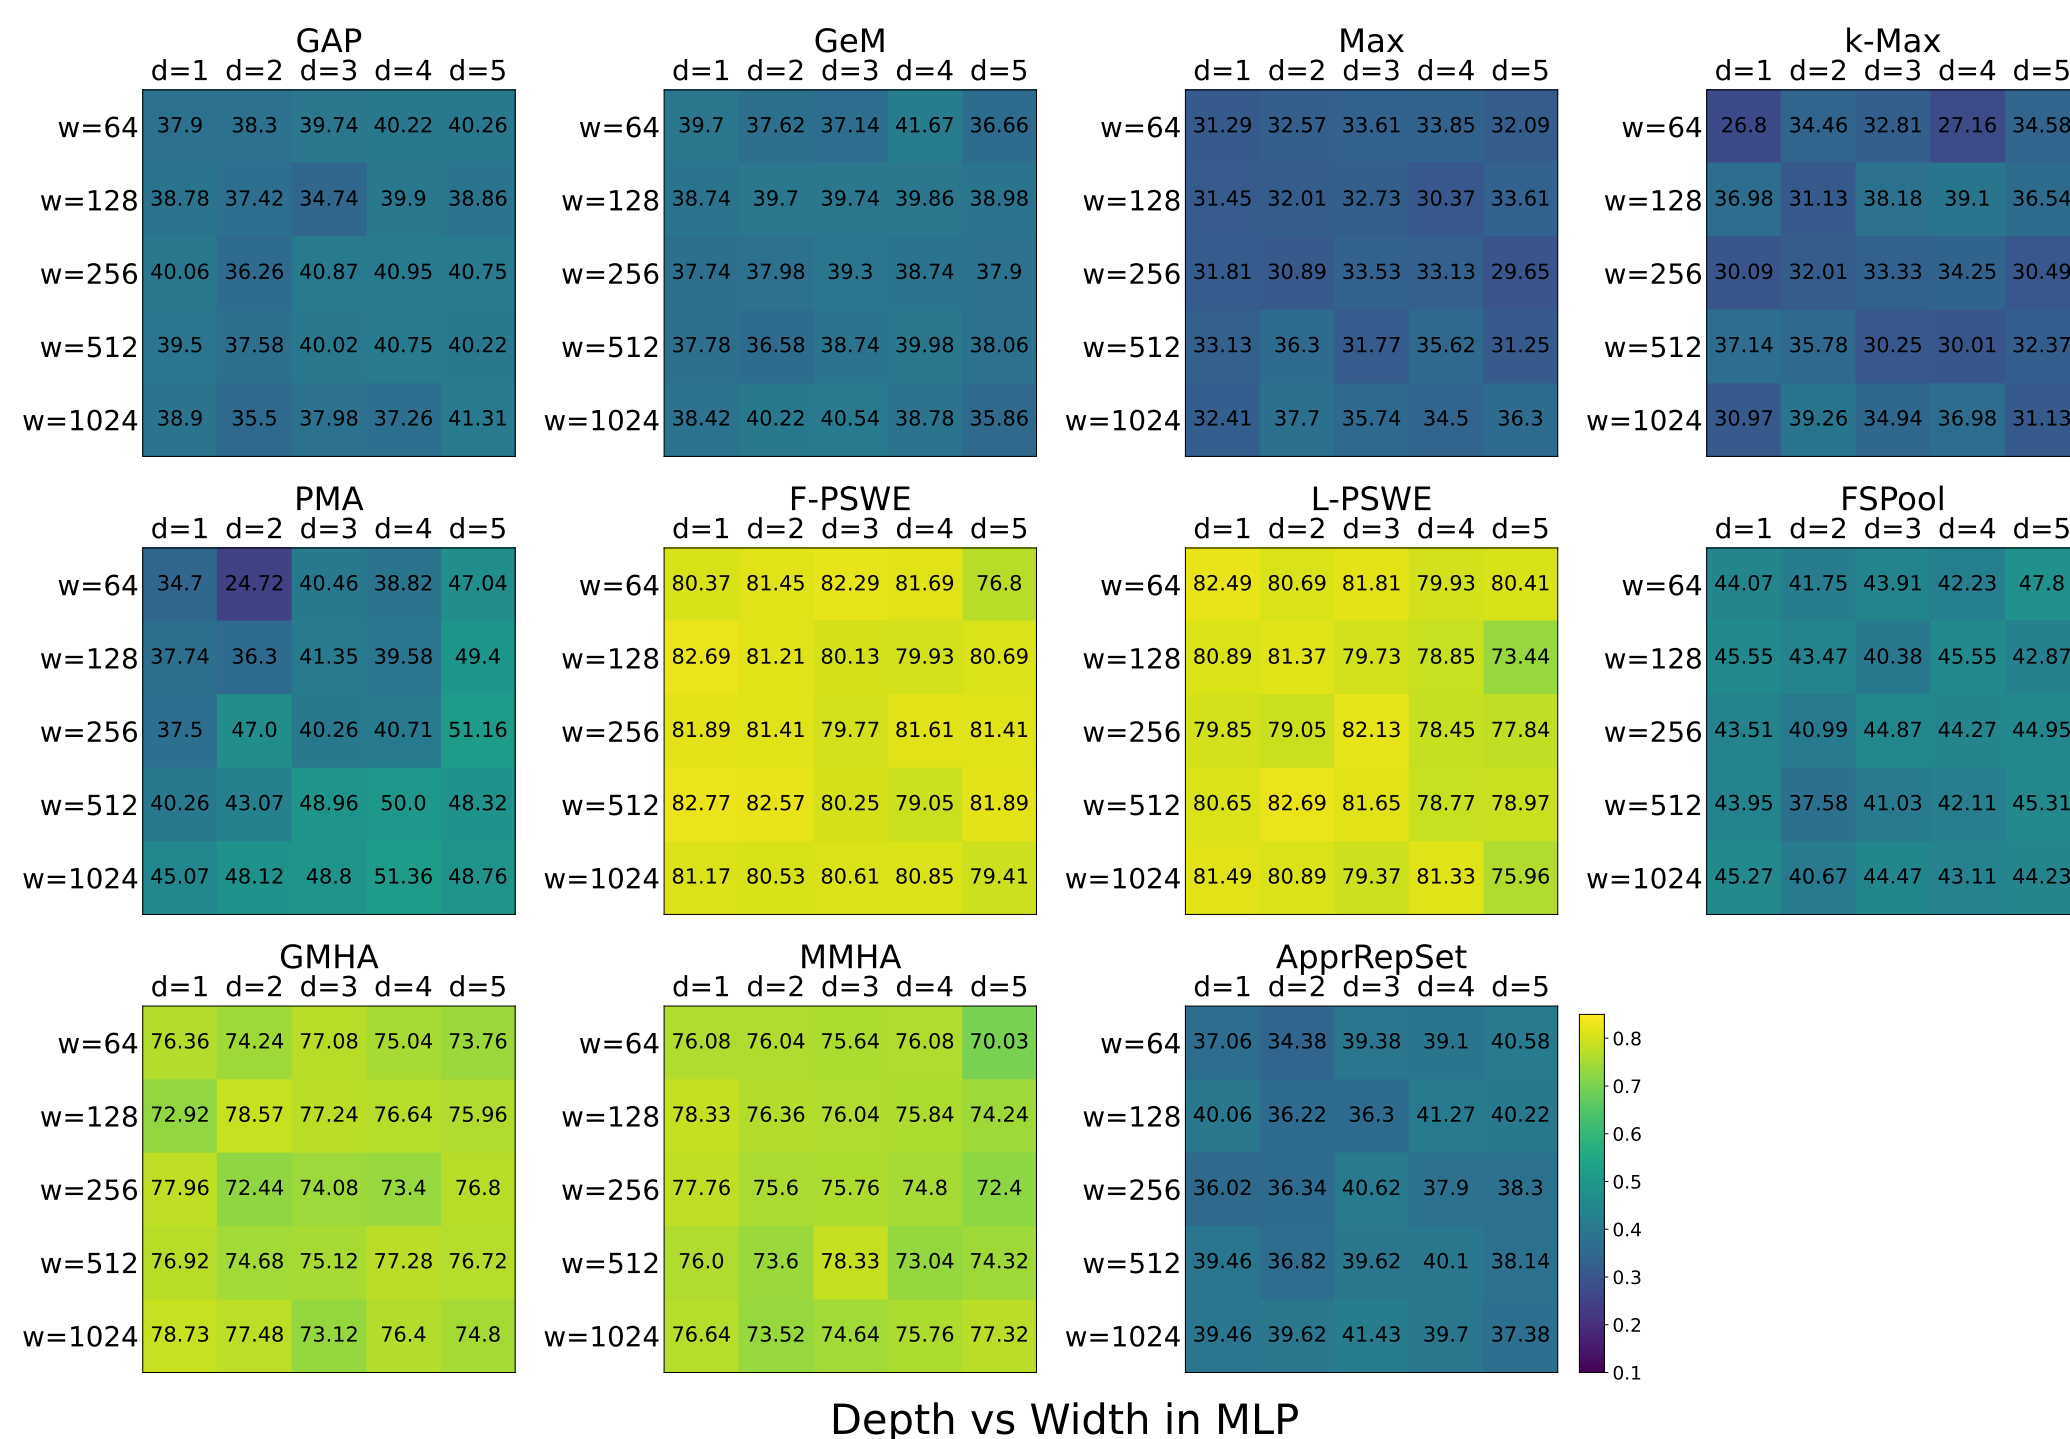 GAP GeM Max k-Max
d=1 d=2 d=3 d=4 d=5 d=1 d=2 d=3 d=4 d=5 d=1 d=2 d=3 d=4 d=5 d=1 d=2 d=3 d=4 d=5
w=64 37.9 38.3 39.74 40.22 40.26 w=64 39.7 37.62 37.14 41.67 36.66 w=64 31.29 32.57 33.61 33.85 32.09 w=64 26.8 34.46 32.81 27.16 34.58
w=128 38.78 37.42 34.74 39.9 38.86 w=128 38.74 39.7 39.74 39.86 38.98 w=128 31.45 32.01 32.73 30.37 33.61 w=128 36.98 31.13 38.18 39.1 36.54
w=256 40.06 36.26 40.87 40.95 40.75 w=256 37.74 37.98 39.3 38.74 37.9 w=256 31.81 30.89 33.53 33.13 29.65 w=256 30.09 32.01 33.33 34.25 30.49
w=512 39.5 37.58 40.02 40.75 40.22 w=512 37.78 36.58 38.74 39.98 38.06 w=512 33.13 36.3 31.77 35.62 31.25 w=512 37.14 35.78 30.25 30.01 32.37
w=1024 38.9 35.5 37.98 37.26 41.31 w=1024 38.42 40.22 40.54 38.78 35.86 w=1024 32.41 37.7 35.74 34.5 36.3 w=1024 30.97 39.26 34.94 36.98 31.13
PMA F-PSWE L-PSWE FSPool
d=1 d=2 d=3 d=4 d=5 d=1 d=2 d=3 d=4 d=5 d=1 d=2 d=3 d=4 d=5 d=1 d=2 d=3 d=4 d=5
w=64 34.7 24.72 40.46 38.82 47.04 w=64 80.37 81.45 82.29 81.69 76.8 w=64 82.49 80.69 81.81 79.93 80.41 w=64 44.07 41.75 43.91 42.23 47.8
w=128 37.74 36.3 41.35 39.58 49.4 w=128 82.69 81.21 80.13 79.93 80.69 w=128 80.89 81.37 79.73 78.85 73.44 w=128 45.55 43.47 40.38 45.55 42.87
w=256 37.5 47.0 40.26 40.71 51.16 w=256 81.89 81.41 79.77 81.61 81.41 w=256 79.85 79.05 82.13 78.45 77.84 w=256 43.51 40.99 44.87 44.27 44.95
w=512 40.26 43.07 48.96 50.0 48.32 w=512 82.77 82.57 80.25 79.05 81.89 w=512 80.65 82.69 81.65 78.77 78.97 w=512 43.95 37.58 41.03 42.11 45.31
w=1024 45.07 48.12 48.8 51.36 48.76 w=1024 81.17 80.53 80.61 80.85 79.41 w=1024 81.49 80.89 79.37 81.33 75.96 w=1024 45.27 40.67 44.47 43.11 44.23
GMHA MMHA ApprRepSet
d=1 d=2 d=3 d=4 d=5 d=1 d=2 d=3 d=4 d=5 d=1 d=2 d=3 d=4 d=5
w=64 76.36 74.24 77.08 75.04 73.76 w=64 76.08 76.04 75.64 76.08 70.03 w=64 37.06 34.38 39.38 39.1 40.58
w=128 72.92 78.57 77.24 76.64 75.96 w=128 78.33 76.36 76.04 75.84 74.24 w=128 40.06 36.22 36.3 41.27 40.22
w=256 77.96 72.44 74.08 73.4 76.8 w=256 77.76 75.6 75.76 74.8 72.4 w=256 36.02 36.34 40.62 37.9 38.3
w=512 76.92 74.68 75.12 77.28 76.72 w=512 76.0 73.6 78.33 73.04 74.32 w=512 39.46 36.82 39.62 40.1 38.14
w=1024 78.73 77.48 73.12 76.4 74.8 w=1024 76.64 73.52 74.64 75.76 77.32 w=1024 39.46 39.62 41.43 39.7 37.38
0.8
0.7
0.6
0.5
0.4
0.3
0.2
0.1
Depth vs Width in MLP